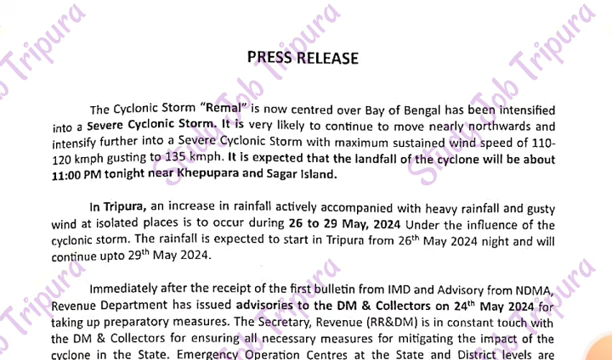 PRESS RELEASE
The Cyclonic Storm "Remal" is now centred over Bay of Bengal has been intensified
into a Severe Cyclonic Storm. It is very likely to continue to move nearly northwards and
intensify further into a Severe Cyclonic Storm with maximum sustained wind speed of 110-
120 kmph gusting to 135 kmph. It is expected that the landfall of the cyclone will be about
11:00 PM tonight near Khepupara and Sagar Island.
In Tripura, an increase in rainfall actively accompanied with heavy rainfall and gusty
wind at isolated places is to occur during 26 to 29 May, 2024 Under the influence of the
cyclonic storm. The rainfall is expected to start in Tripura from 26th May 2024 night and will
continue upto 29th May 2024.
Immediately after the receipt of the first bulletin from IMD and Advisory from NDMA,
Revenue Department has issued advisories to the DM & Collectors on 24th May 2024 for
taking up preparatory measures. The Secretary, Revenue (RR&DM) is in constant touch with
the DM & Collectors for ensuring all necessary measures for mitigating the impact of the
cyclone in the State. Emergency Operation Centres at the State and District levels are
Study Job Tripura
Study Job Tripura